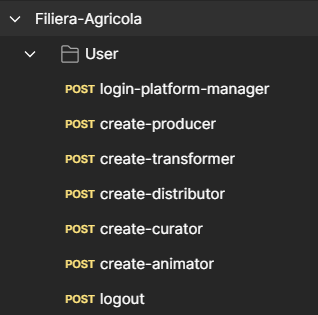 Filiera-Agricola
User
POST login-platform-manager
POST create-producer
POST create-transformer
POST create-distributor
POST create-curator
POST create-animator
POST logout